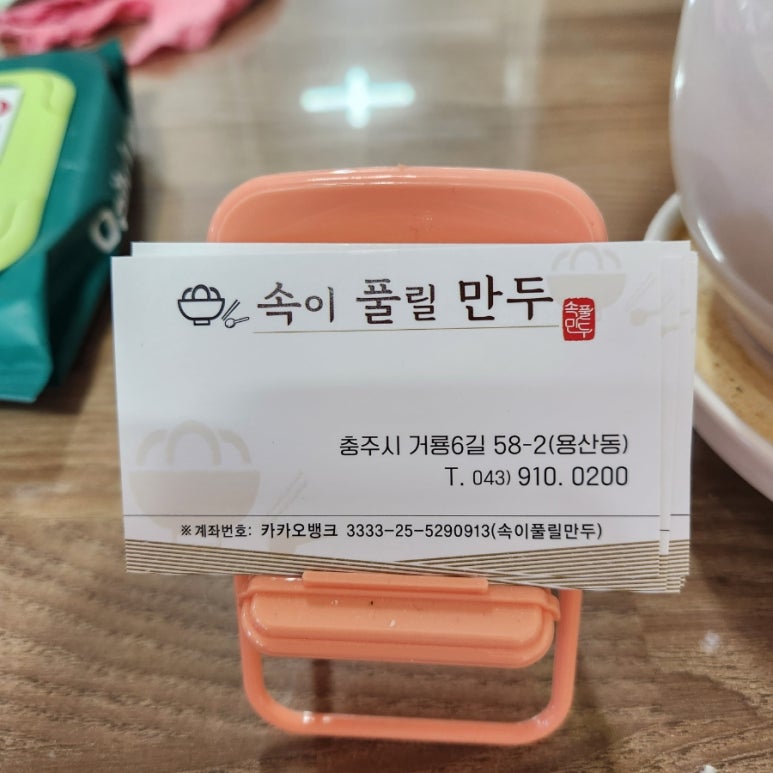 속이 풀릴 만두
속풀
만두
충주시 거룡6길 58-2(용산동)
T. 043) 910. 0200
※ 계좌번호: 카카오뱅크 3333-25-5290913(속이풀릴만두)